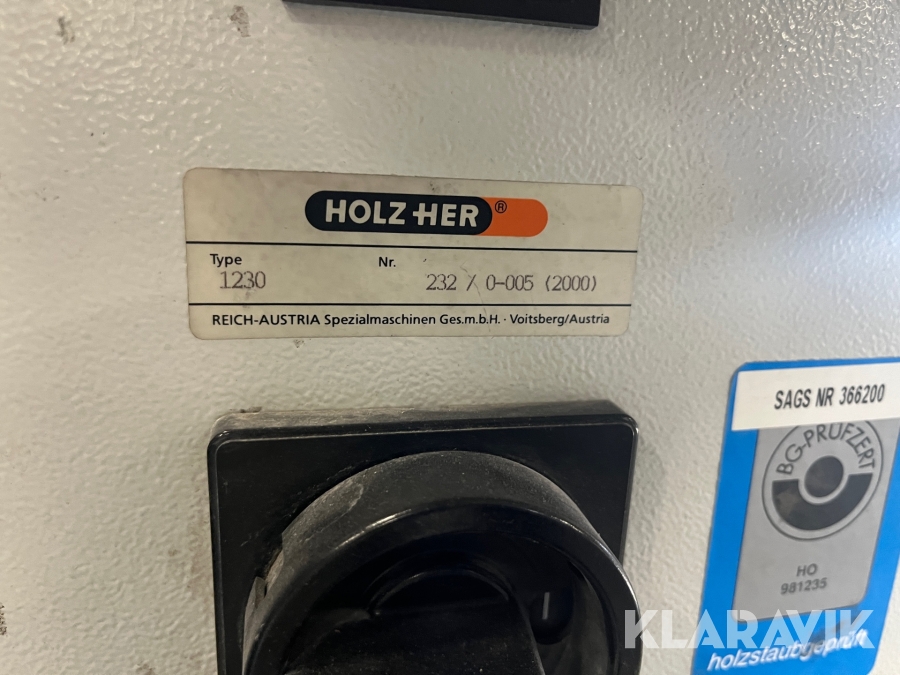 HOLZ-HER®
Type
Nr.
1230
232 / 0-005 (2000)
REICH-AUSTRIA Spezialmaschinen Ges.m.b.H. · Voitsberg/Austria
SAGS NR 366200
BG-PRÜFZERT
HO
981235
holzstaubgeprüft
KLARAVIK